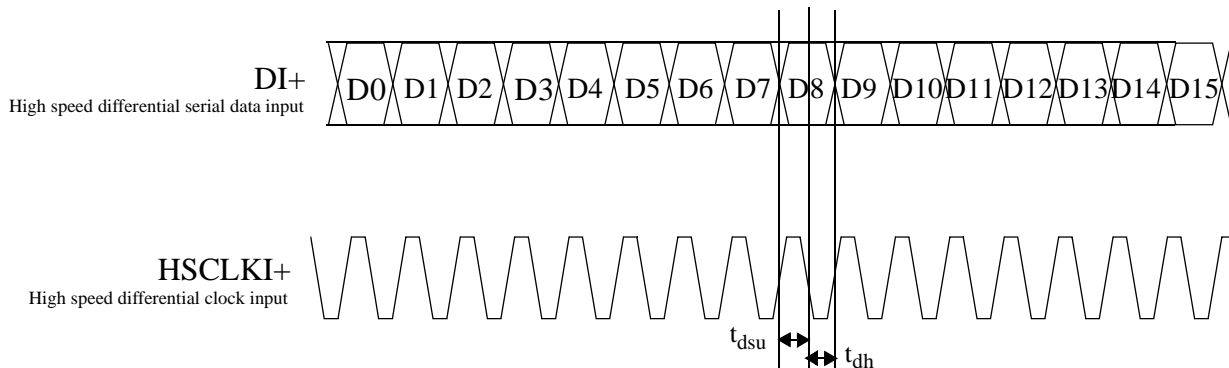 DI+
High speed differential serial data input
D0 D1 D2 D3 D4 D5 D6 D7 D8 D9 D10 D11 D12 D13 D14 D15
HSCLKI+
High speed differential clock input
tdsu
tdh